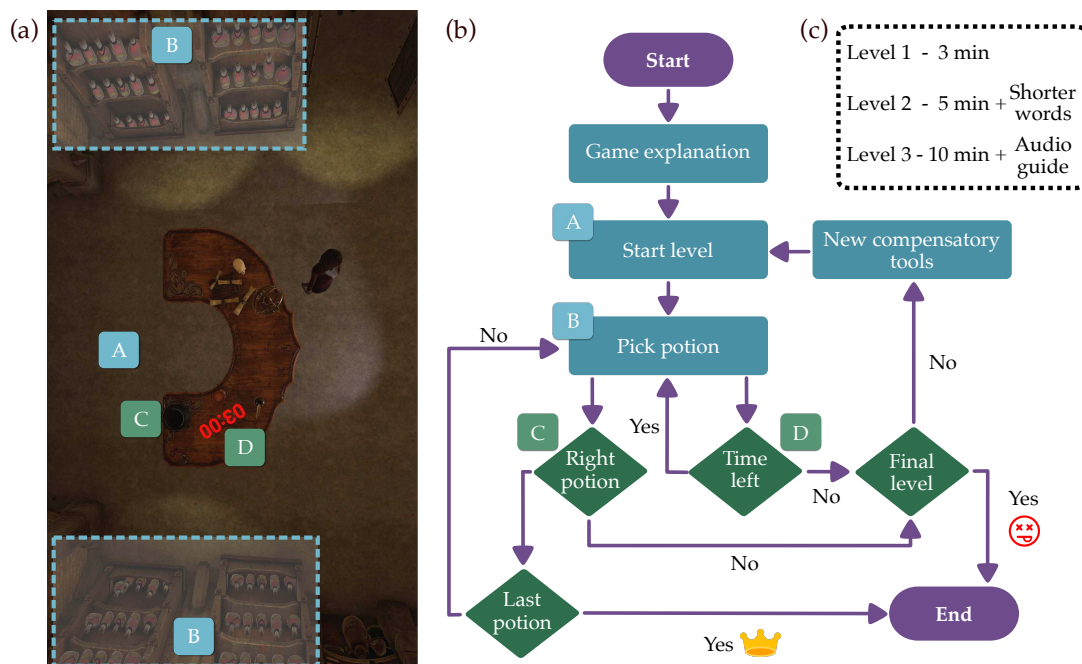 (a)
B
A
C
03:00
D
B
(b)
Start
Game explanation
A
Start level
New compensatory
tools
B
Pick potion
No
No
C
Right
potion
Yes
D
Time
left
No
Final
level
Yes
No
Last
potion
Yes
End
(c)
Level 1 - 3 min
Level 2 - 5 min + Shorter
words
Level 3 - 10 min + Audio
guide